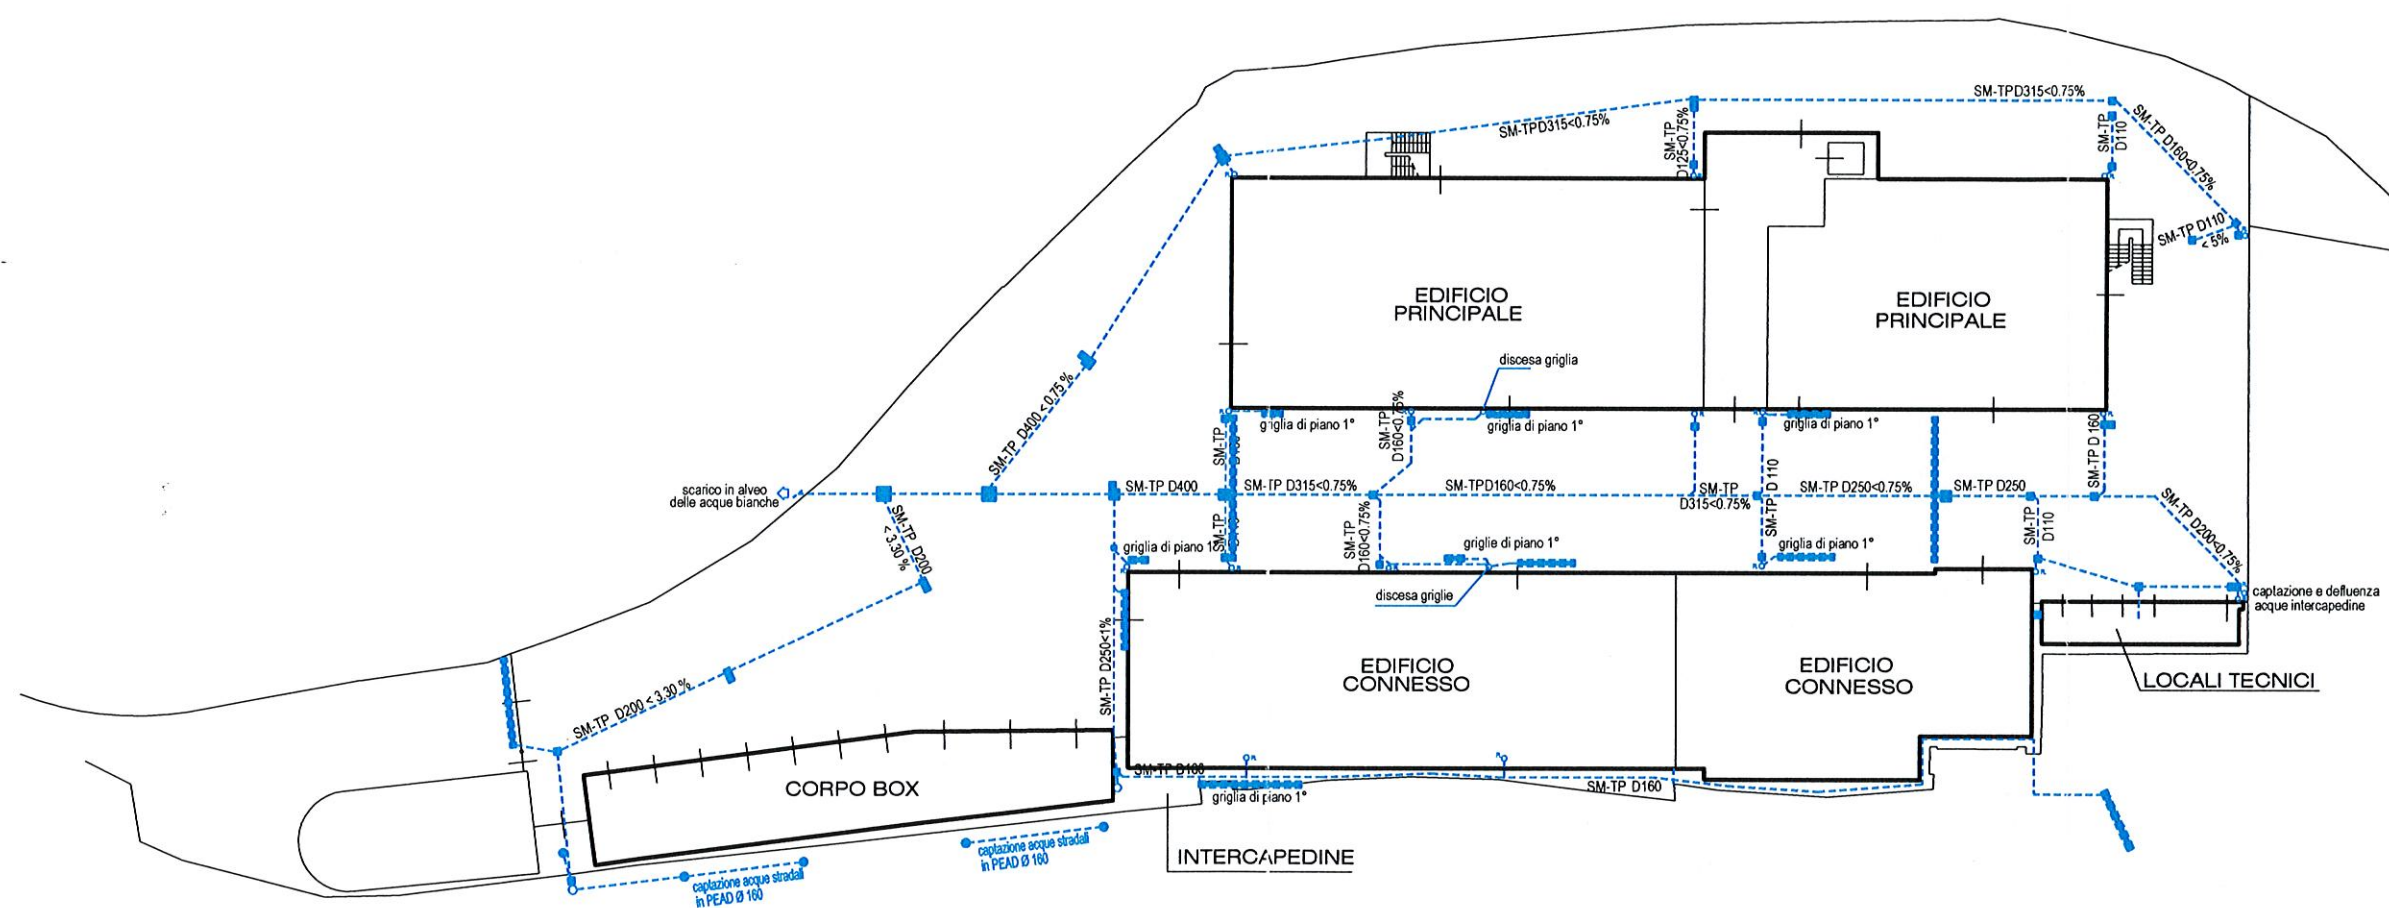 SM-TPD315<0.75%
SM-TPD315<0.75%
SM-TP
D125<0.75%
SM-TP
D110
SM-TP D160<0.75%
SM-TP D110
< 5%
EDIFICIO
PRINCIPALE
EDIFICIO
PRINCIPALE
discesa griglia
SM-TP D400 < 0.75 %
griglia di piano 1°
SM-TP
D160<0.75%
griglia di piano 1°
griglia di piano 1°
SM-TP D 160
SM-TP
scarico in alveo
delle acque bianche
SM-TP D400
SM-TP D315<0.75%
SM-TPD160<0.75%
SM-TP
D315<0.75%
SM-TP D 110
SM-TP D250<0.75%
SM-TP D250
SM-TP D200<0.75%
SM-TP D200
< 3.30 %
griglia di piano 1°
SM-TP
SM-TP
D160<0.75%
griglie di piano 1°
griglia di piano 1°
SM-TP
D110
discesa griglie
captazione e defluenza
acque intercapedine
SM-TP D250<1%
EDIFICIO
CONNESSO
EDIFICIO
CONNESSO
LOCALI TECNICI
SM-TP D200 < 3.30 %
CORPO BOX
SM-TP D160
griglia di piano 1°
SM-TP D160
INTERCAPEDINE
captazione acque stradali
in PEAD Ø 160
captazione acque stradali
in PEAD Ø 160